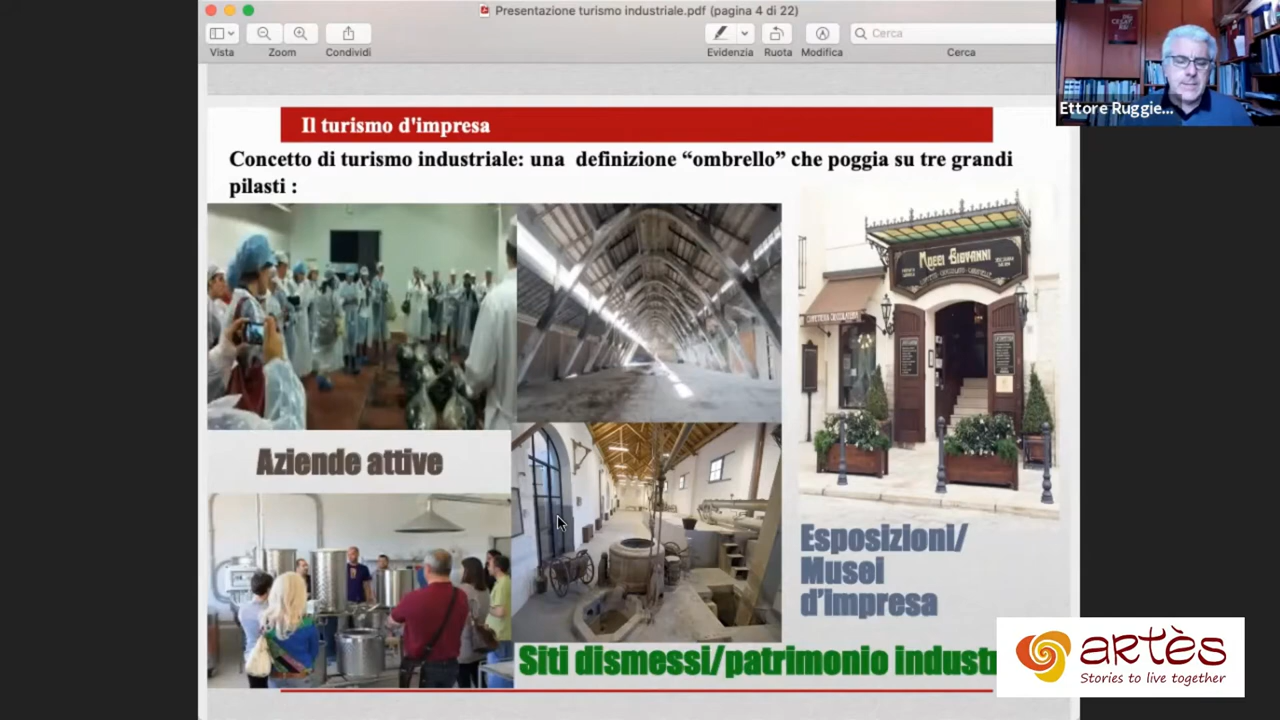 Presentazione turismo industriale.pdf (pagina 4 di 22)
Vista
Zoom
Condividi
Evidenzia
Ruota
Modifica
Cerca
Cerca
Ettore Ruggie...
Il turismo d'impresa
Concetto di turismo industriale: una definizione “ombrello” che poggia su tre grandi
pilasti :
Mucci Giovanni
Aziende attive
Esposizioni/
Musei
d’Impresa
Siti dismessi/patrimonio industr
artès
Stories to live together